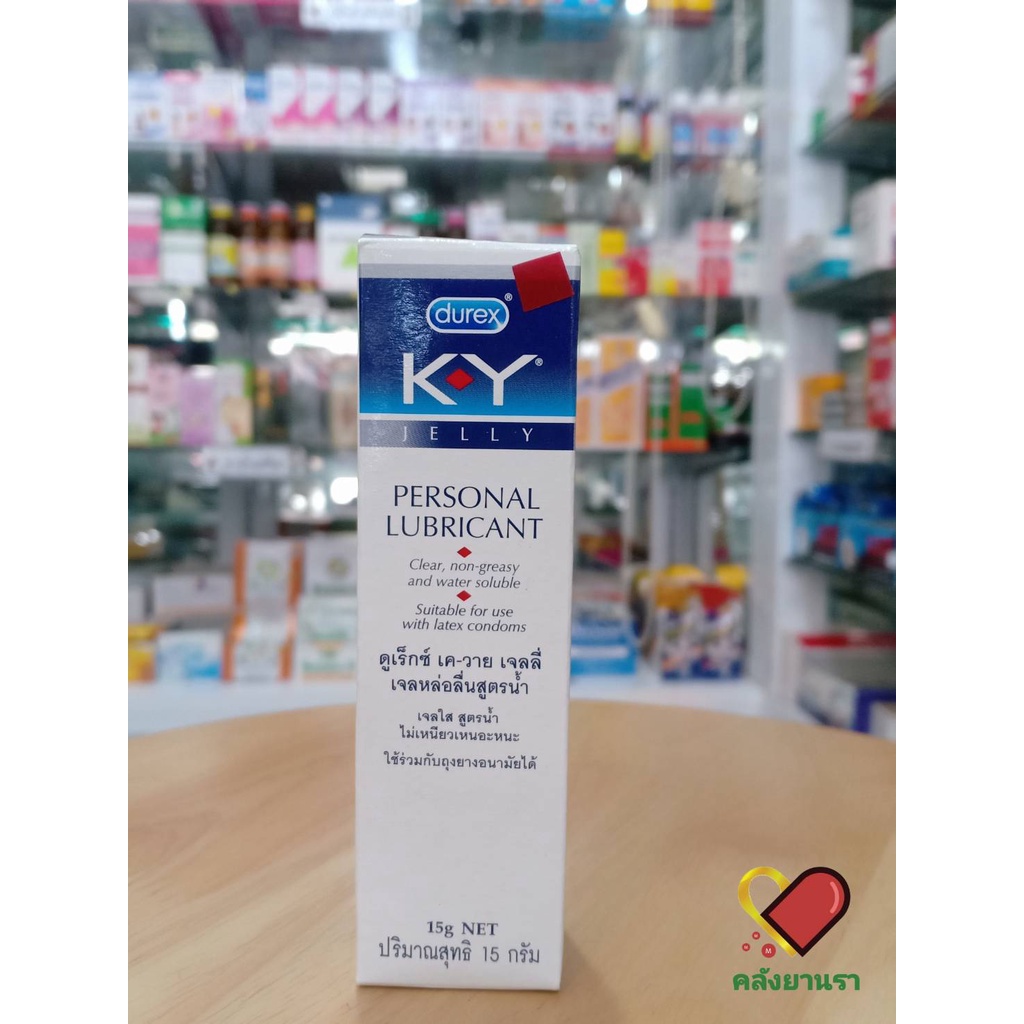 durex®
K-Y®
JELLY
PERSONAL
LUBRICANT
Clear, non-greasy
and water soluble
Suitable for use
with latex condoms
ดูเร็กซ์ เค-วาย เจลลี่
เจลหล่อลื่นสูตรน้ำ
เจลใส สูตรน้ำ
ไม่เหนียวเหนอะหนะ
ใช้ร่วมกับถุงยางอนามัยได้
15g NET
ปริมาณสุทธิ 15 กรัม
คลังยานรา